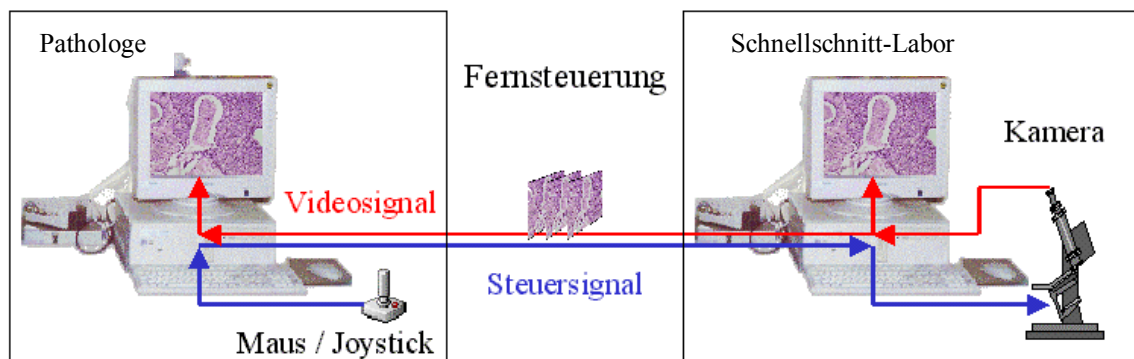 Pathologe
Schnellschnitt-Labor
Fernsteuerung
Kamera
Videosignal
Steuersignal
Maus / Joystick